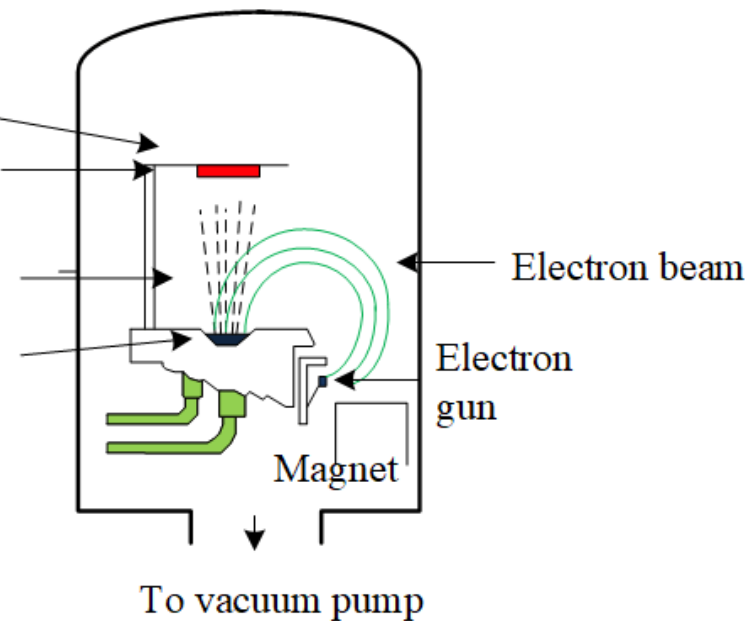 Electron beam
Electron
gun
Magnet
To vacuum pump